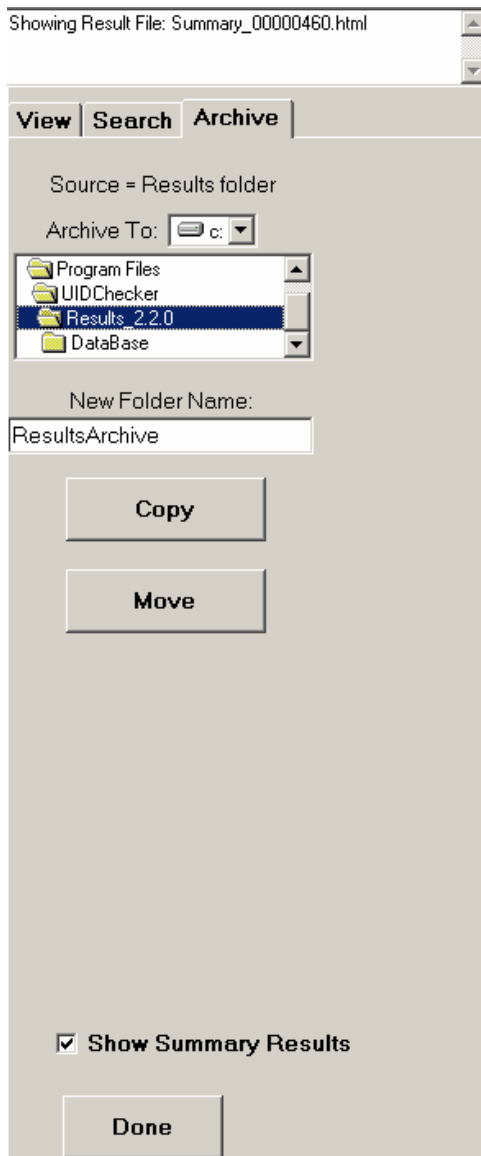 Showing Result File: Summary_00000460.html
View Search Archive
Source = Results folder
Archive To: c:
Program Files
UIDChecker
Results_2.2.0
DataBase
New Folder Name:
ResultsArchive
Copy
Move
Show Summary Results
Done